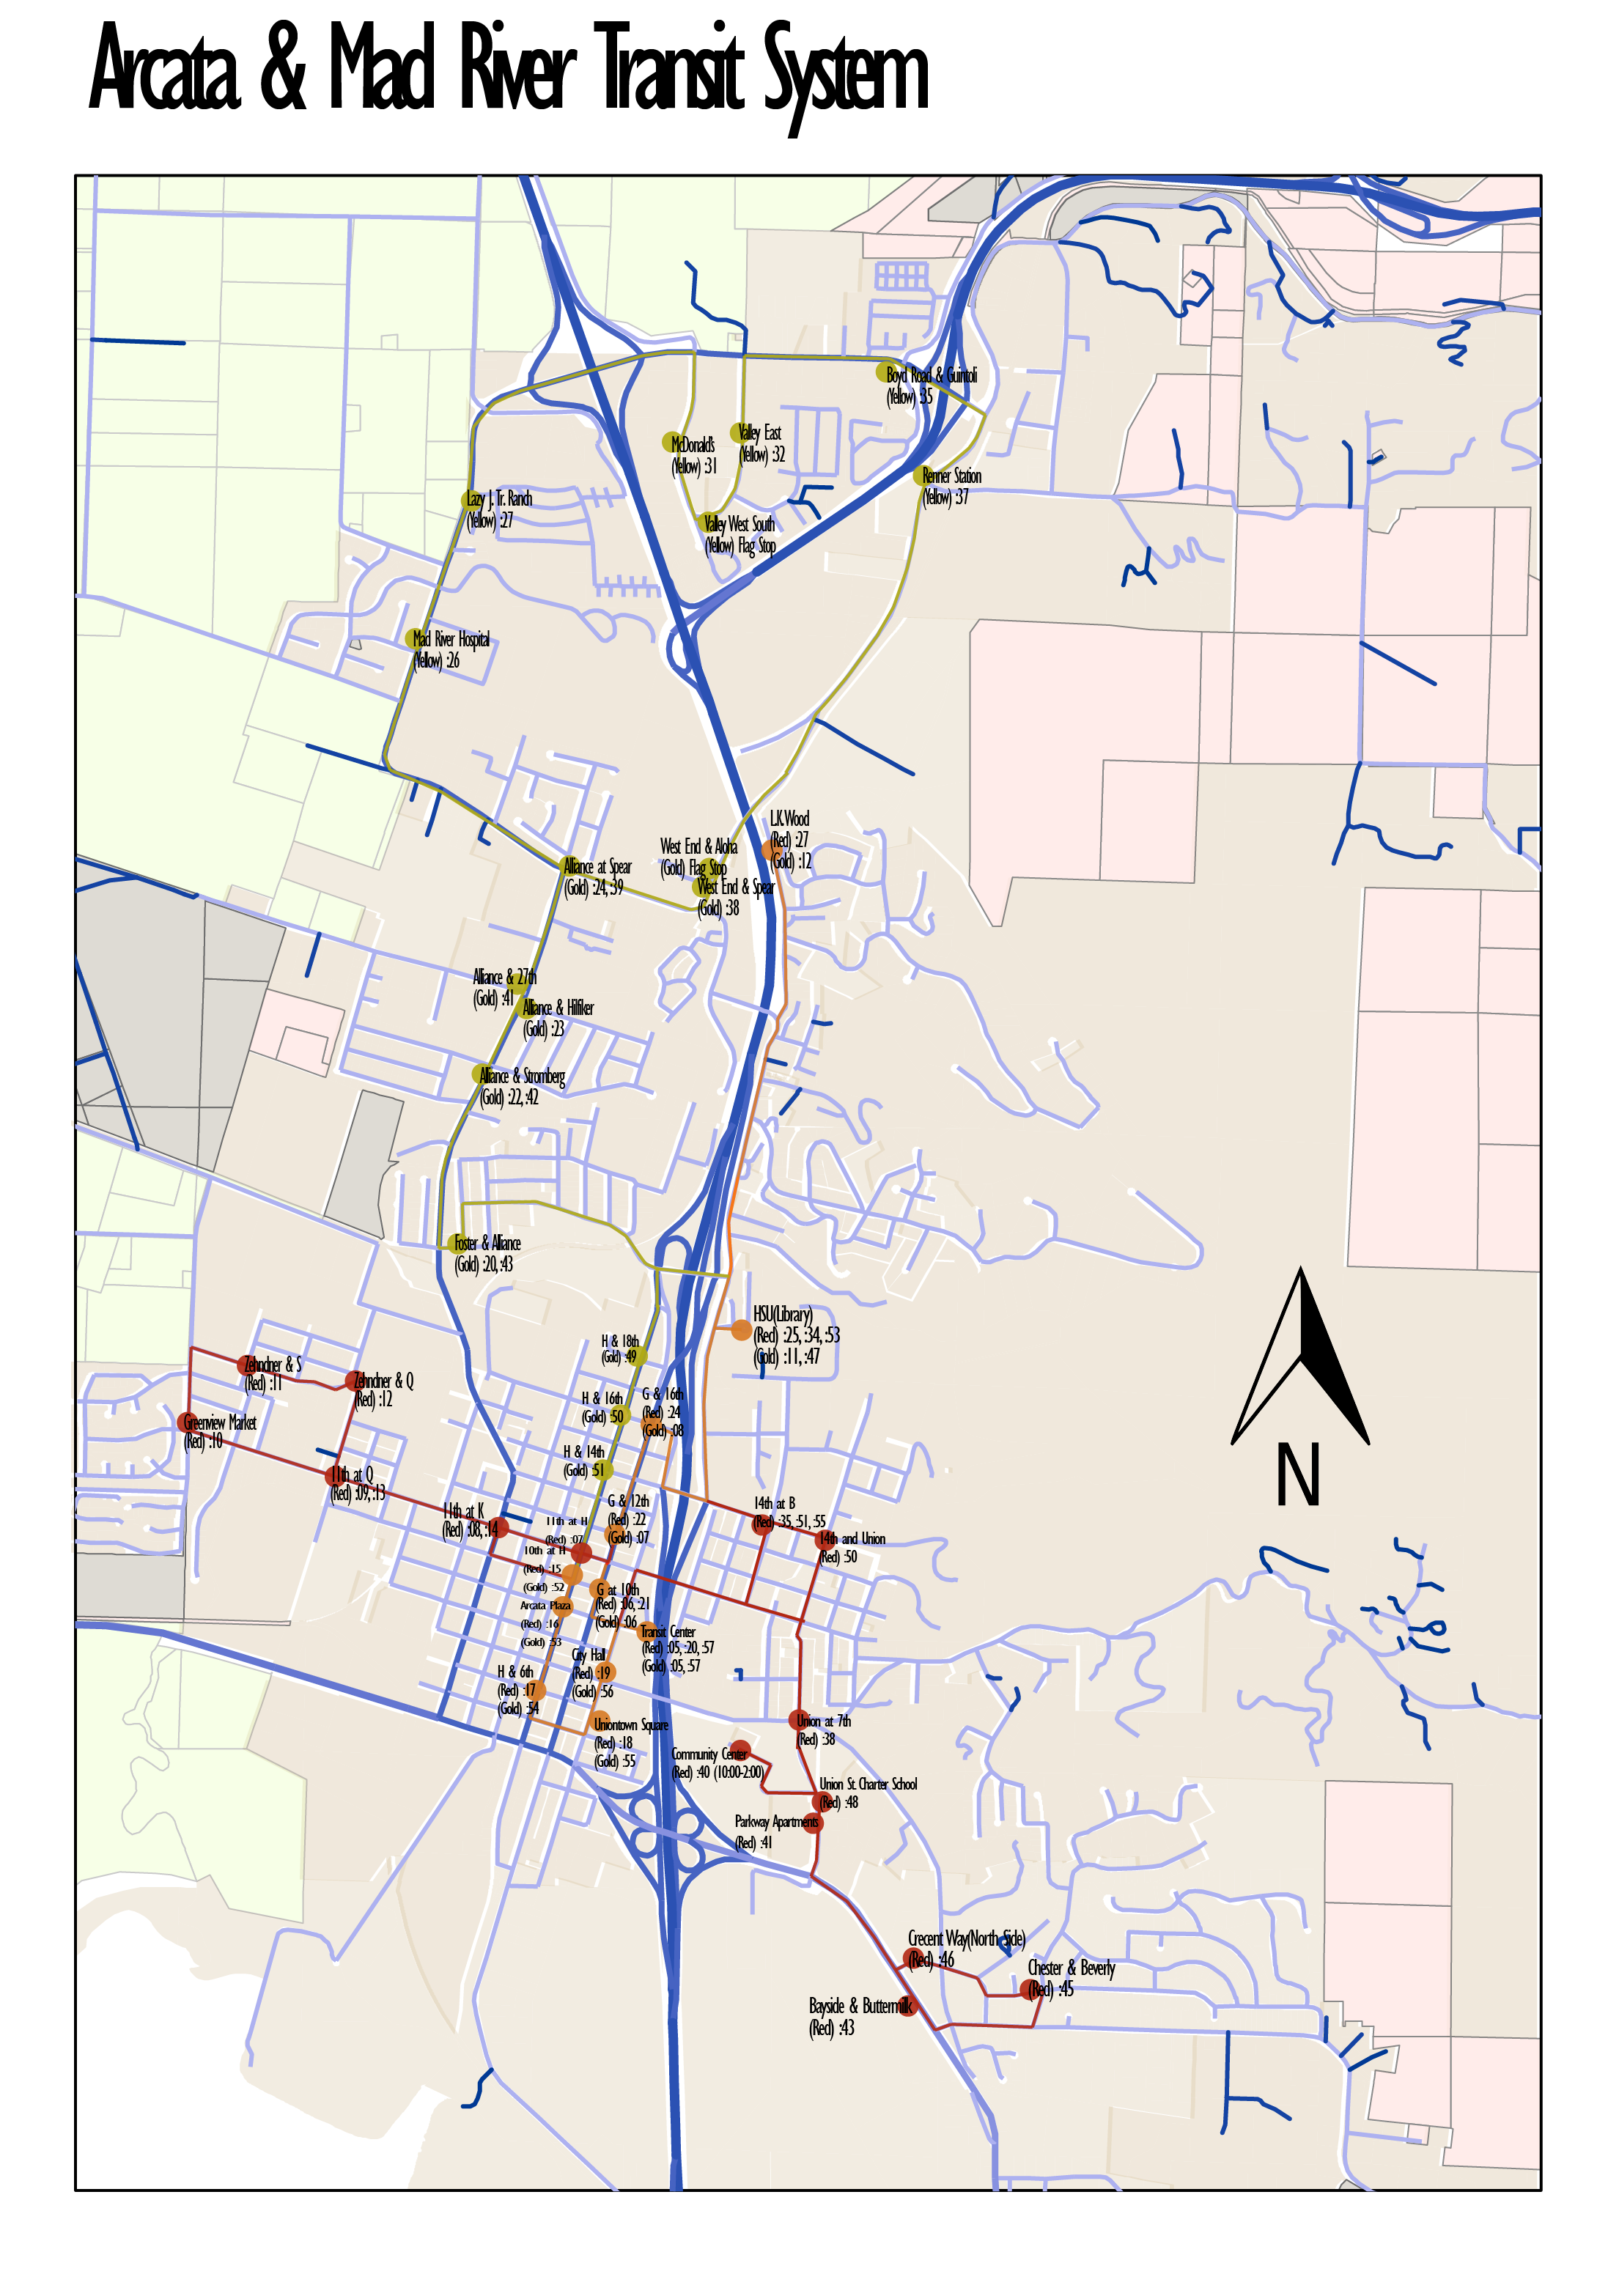 Arcata & Mad River Transit System
Boyd Road & Guintoli
(Yellow) :35
McDonald's
(Yellow) :31
Valley East
(Yellow) :32
Renner Station
(Yellow) :37
Lazy J. Tr. Ranch
(Yellow) :27
Valley West South
(Yellow) Flag Stop
Mad River Hospital
(Yellow) :26
L.K.Wood
(Red) :27
(Gold) :12
West End & Aloha
(Gold) Flag Stop
West End & Spear
(Gold) :38
Alliance at Spear
(Gold) :24, :39
Alliance & 27th
(Gold) :41
Alliance & Hilfiker
(Gold) :23
Alliance & Stromberg
(Gold) :22, :42
Foster & Alliance
(Gold) :20, :43
HSU(Library)
(Red) :25, :34, :53
(Gold) :11, :47
H & 18th
(Gold) :49
Zehndner & S
(Red) :11
Zehndner & Q
(Red) :12
H & 16th
(Gold) :50
G & 16th
(Red) :24
(Gold) :08
Greenview Market
(Red) :10
H & 14th
(Gold) :51
N
11th at Q
(Red) :09, :13
11th at K
(Red) :08, :14
G & 12th
(Red) :22
(Gold) :07
14th at B
(Red) :35, :51, :55
11th at H
(Red) :07
14th and Union
(Red) :50
10th at H
(Red) :15
(Gold) :52
G at 10th
(Red) :06, :21
(Gold) :06
Arcata Plaza
(Red) :16
(Gold) :53
Transit Center
(Red) :05, :20, :57
(Gold) :05, :57
City Hall
(Red) :19
(Gold) :56
H & 6th
(Red) :17
(Gold) :54
Uniontown Square
(Red) :18
(Gold) :55
Union at 7th
(Red) :38
Community Center
(Red) :40 (10:00-2:00)
Union St. Charter School
(Red) :48
Parkway Apartments
(Red) :41
Crecent Way(North Side)
(Red) :46
Chester & Beverly
(Red) :45
Bayside & Buttermilk
(Red) :43